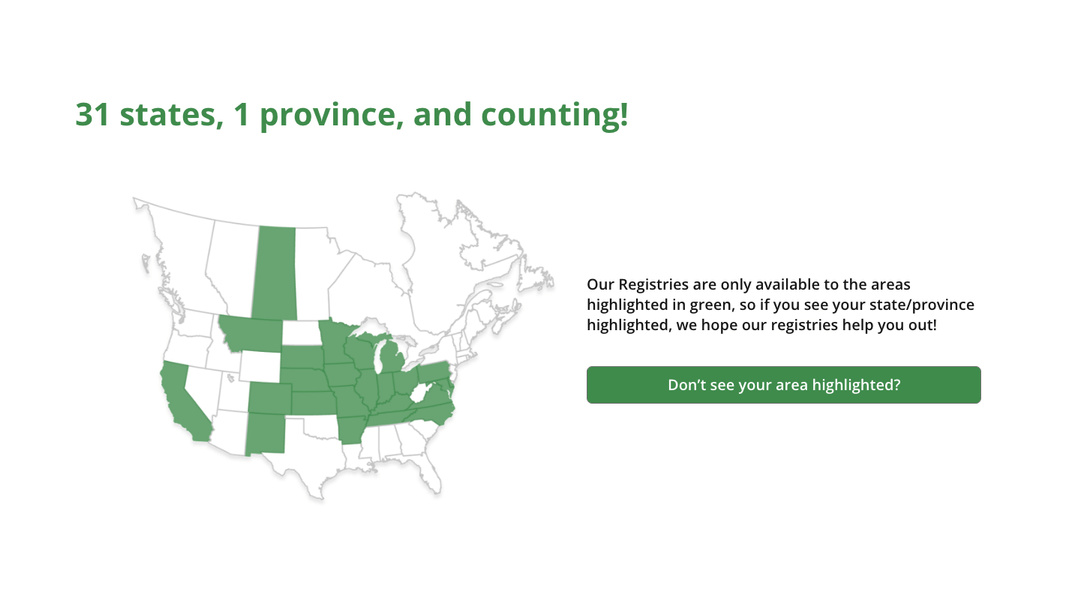 31 states, 1 province, and counting!
Our Registries are only available to the areas
highlighted in green, so if you see your state/province
highlighted, we hope our registries help you out!
Don’t see your area highlighted?